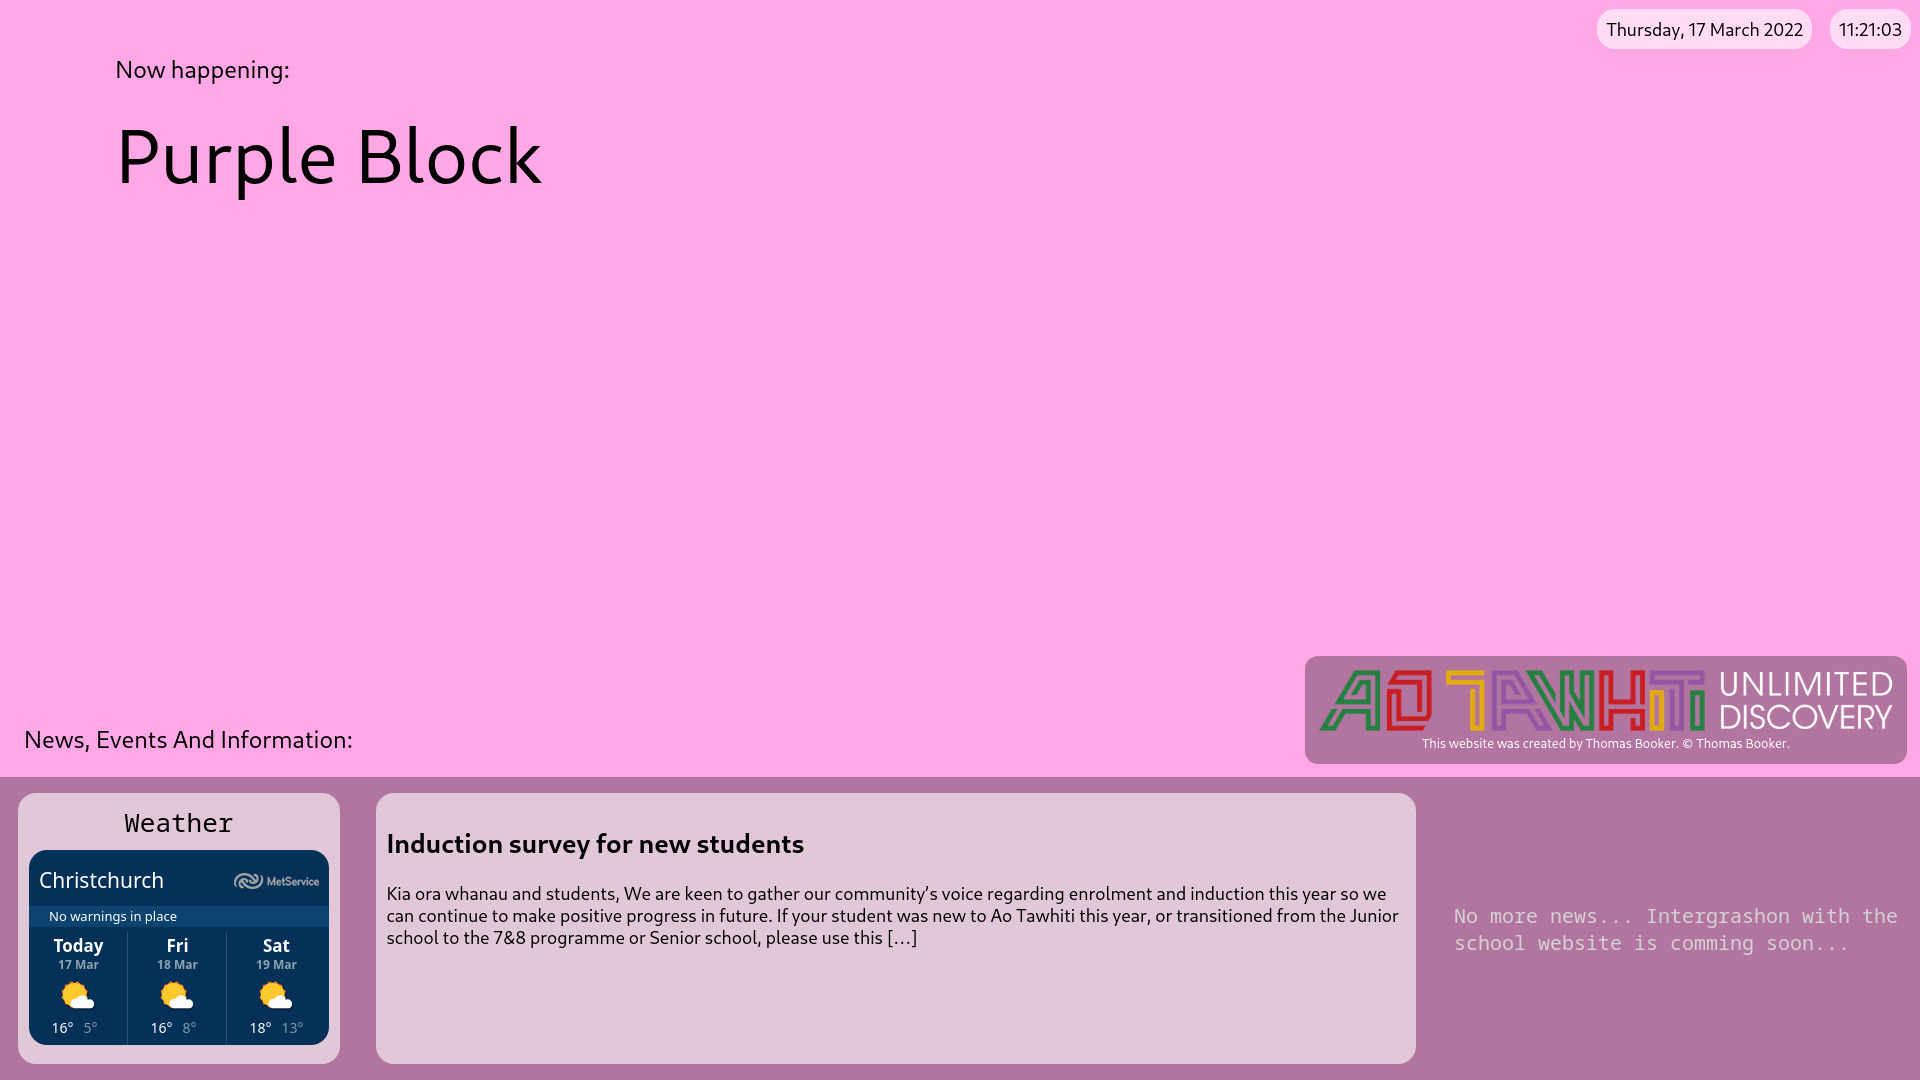 Thursday, 17 March 2022
11:21:03
Now happening:
Purple Block
AO TAWHITI
UNLIMITED
DISCOVERY
This website was created by Thomas Booker. © Thomas Booker.
News, Events And Information:
Weather
Christchurch
MetService
No warnings in place
Today
17 Mar
16° 5°
Fri
18 Mar
16° 8°
Sat
19 Mar
18° 13°
Induction survey for new students
Kia ora whanau and students, We are keen to gather our community’s voice regarding enrolment and induction this year so we
can continue to make positive progress in future. If your student was new to Ao Tawhiti this year, or transitioned from the Junior
school to the 7&8 programme or Senior school, please use this […]
No more news... Intergrashon with the
school website is comming soon...